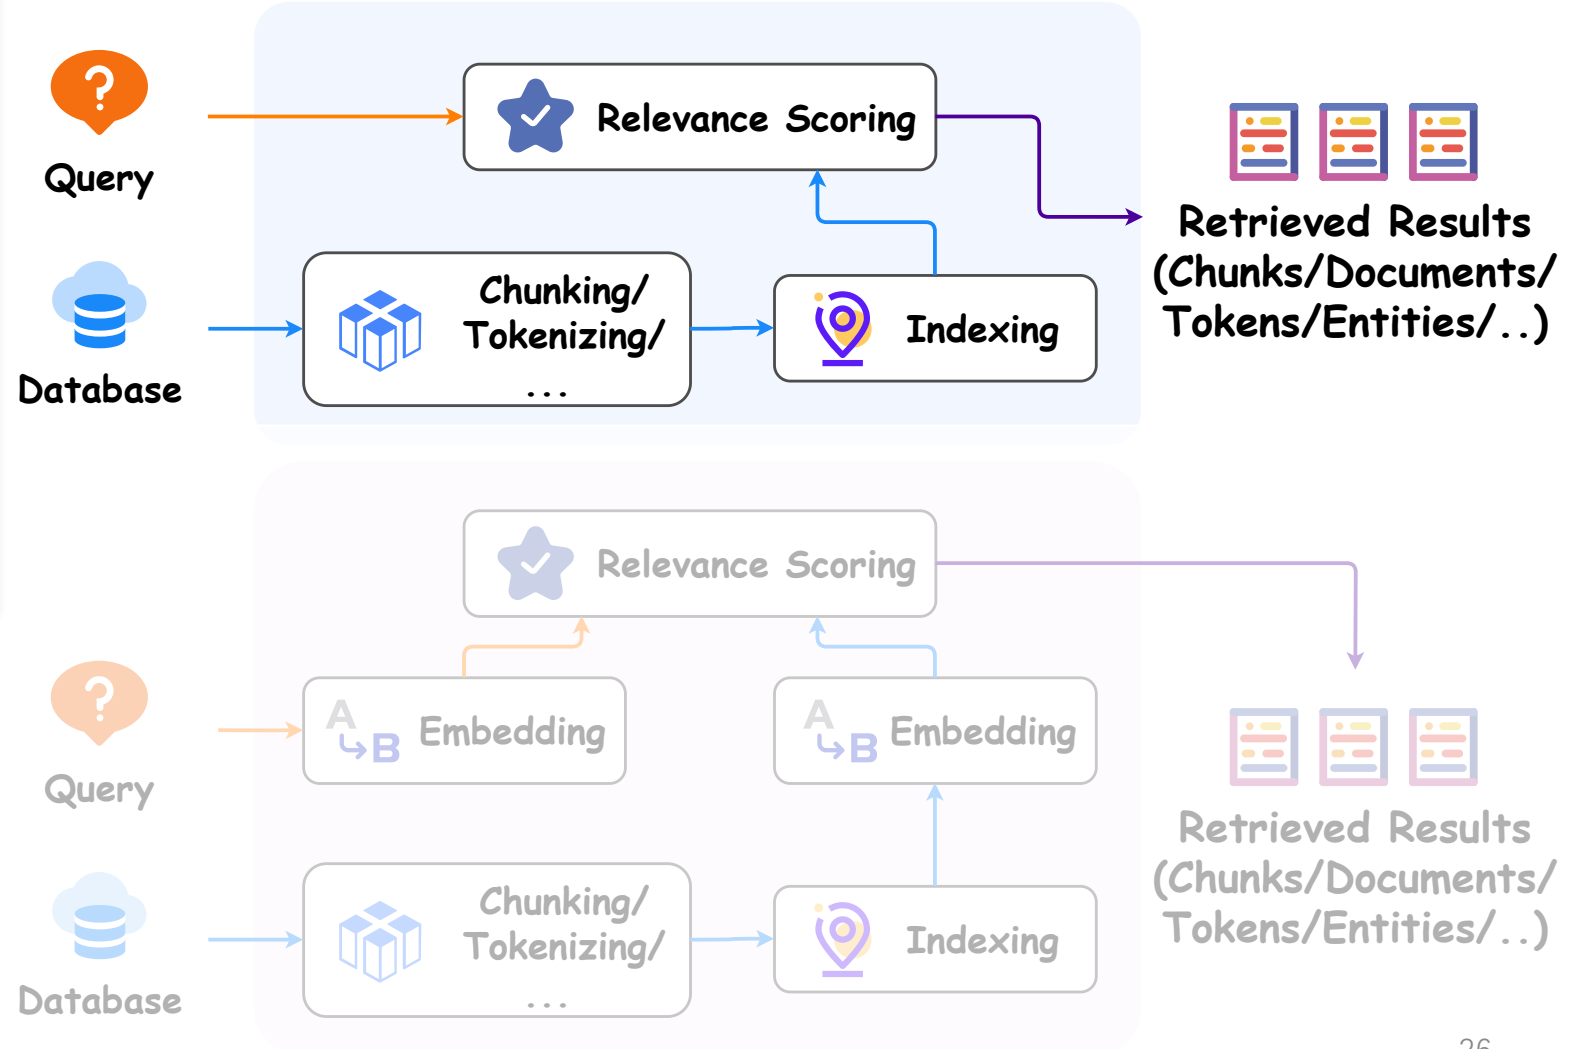 Query
Relevance Scoring
Database
Chunking/
Tokenizing/
...
Indexing
Retrieved Results
(Chunks/Documents/
Tokens/Entities/..)
Relevance Scoring
Query
A
B
Embedding
A
B
Embedding
Database
Chunking/
Tokenizing/
...
Indexing
Retrieved Results
(Chunks/Documents/
Tokens/Entities/..)
26